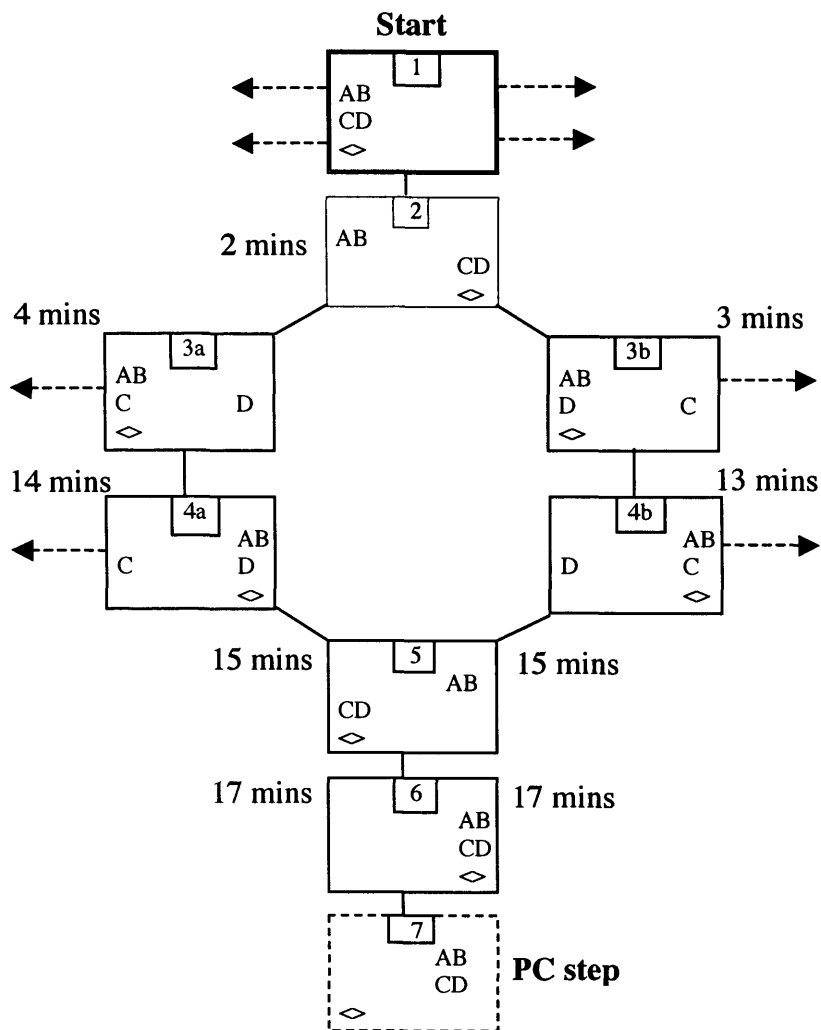 Start
1
AB
CD
2
2 mins
AB
CD
4 mins
3 mins
3a
AB
C D
3b
AB
D C
14 mins
13 mins
4a
AB
C D
4b
AB
D C
15 mins
5
15 mins
AB
CD
17 mins
6
17 mins
AB
CD
7
AB
CD
PC step